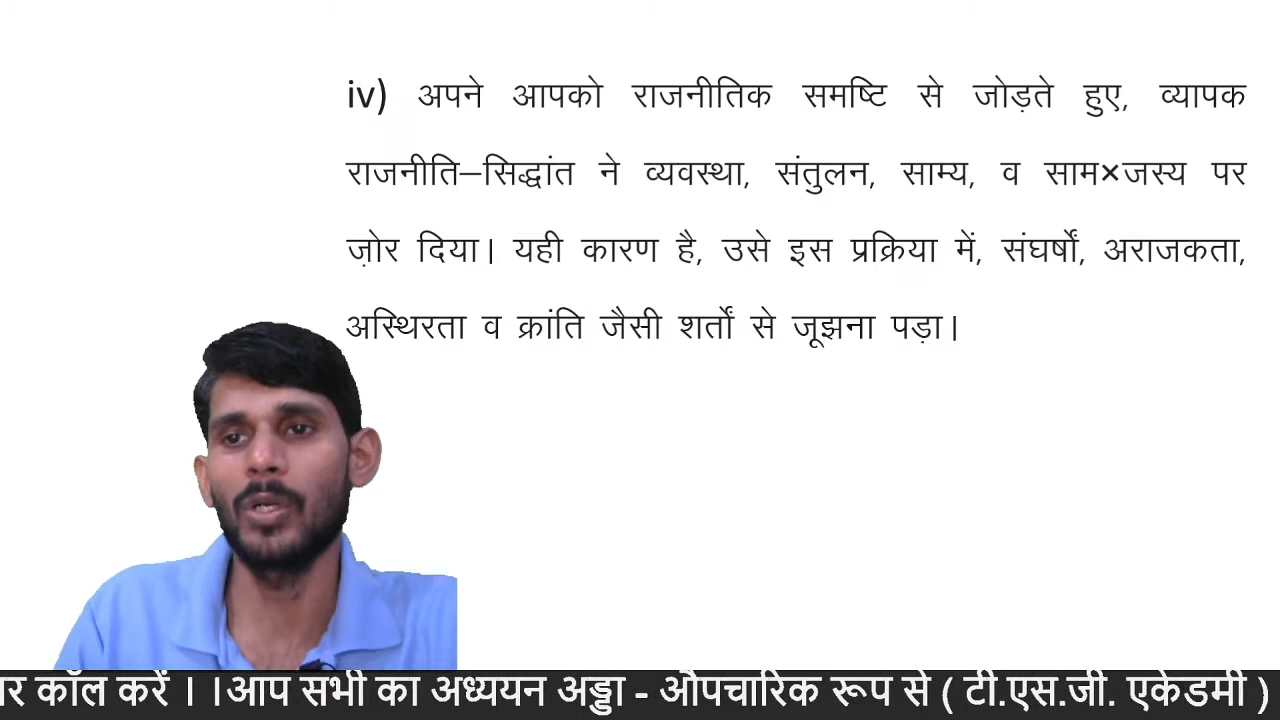 iv) अपने आपको राजनीतिक समष्टि से जोड़ते हुए, व्यापक
राजनीति–सिद्धांत ने व्यवस्था, संतुलन, साम्य, व साम×जस्य पर
ज़ोर दिया। यही कारण है, उसे इस प्रक्रिया में, संघर्षों, अराजकता,
अस्थिरता व क्रांति जैसी शर्तों से जूझना पड़ा।
कॉल करें । ।आप सभी का अध्ययन अड्डा - औपचारिक रूप से ( टी.एस.जी. एकेडमी )